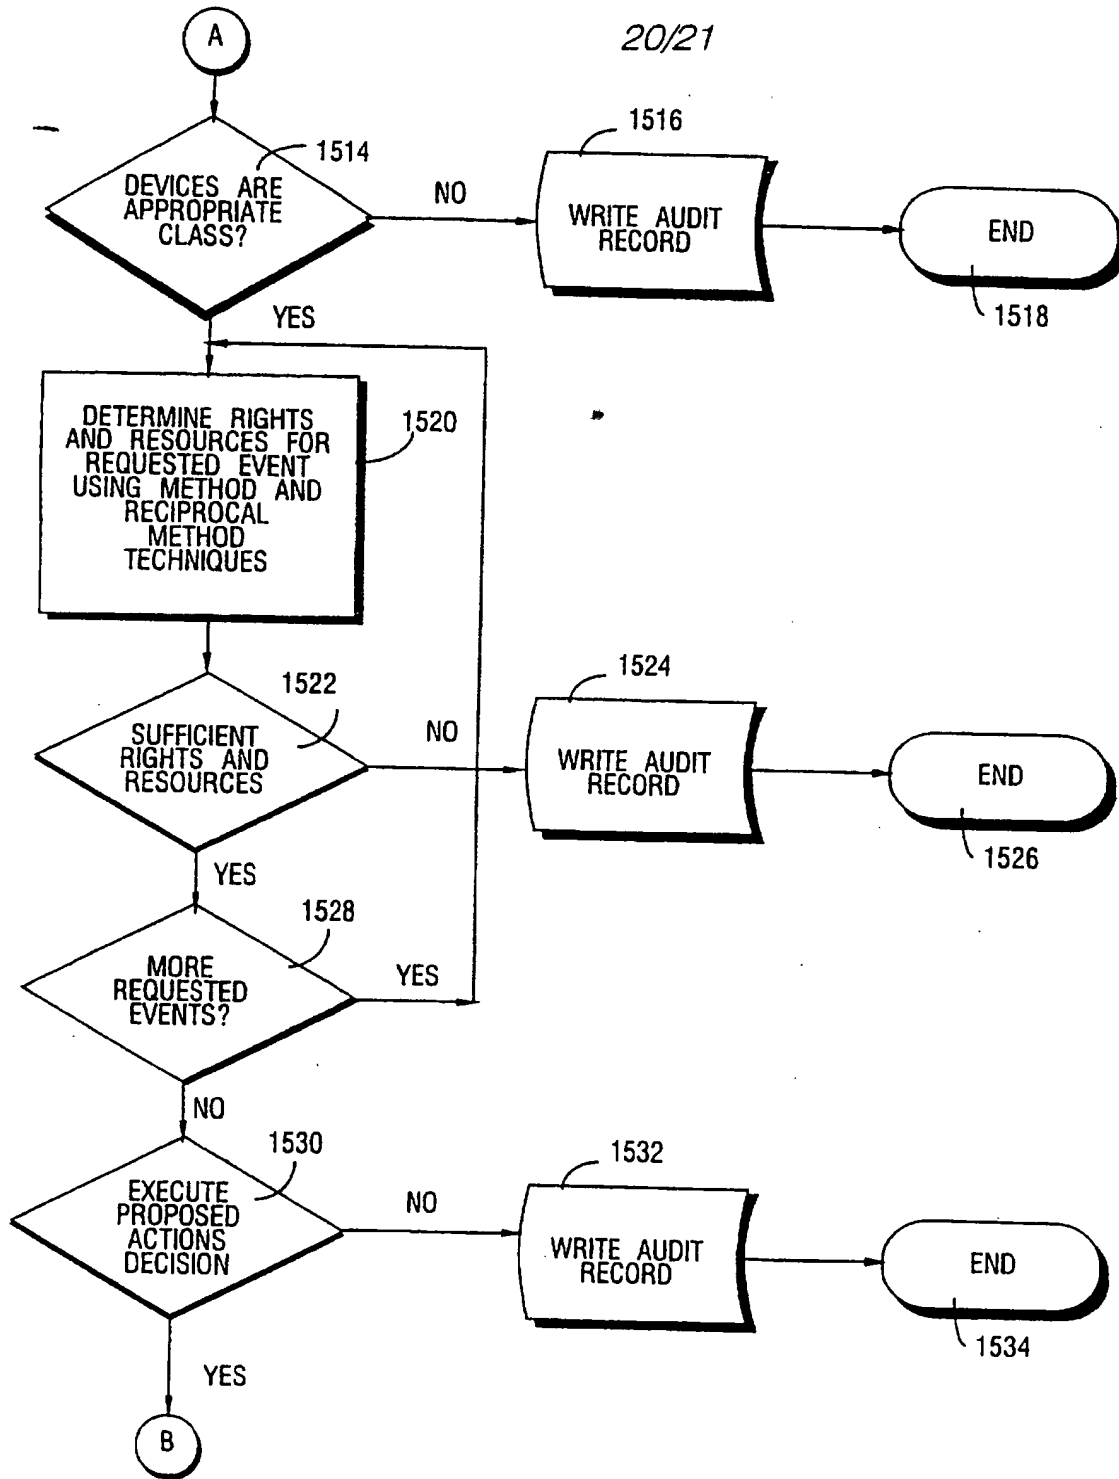 20/21
A
1514
DEVICES ARE
APPROPRIATE
CLASS?
NO
1516
WRITE AUDIT
RECORD
END
1518
YES
DETERMINE RIGHTS
AND RESOURCES FOR
REQUESTED EVENT
USING METHOD AND
RECIPROCAL
METHOD
TECHNIQUES
1520
1522
SUFFICIENT
RIGHTS AND
RESOURCES
NO
1524
WRITE AUDIT
RECORD
END
1526
YES
1528
MORE
REQUESTED
EVENTS?
YES
NO
1530
EXECUTE
PROPOSED
ACTIONS
DECISION
NO
1532
WRITE AUDIT
RECORD
END
1534
YES
B